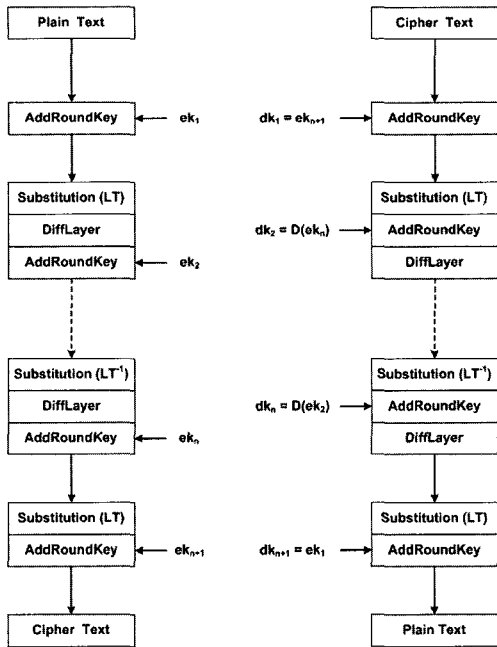 Plain Text
AddRoundKey
ek₁
Substitution (LT)
DiffLayer
AddRoundKey
ek₂
Substitution (LT⁻¹)
DiffLayer
AddRoundKey
ekₙ
Substitution (LT)
AddRoundKey
ekₙ₊₁
Cipher Text
Cipher Text
dk₁ = ekₙ₊₁
AddRoundKey
Substitution (LT)
dk₂ = D(ekₙ)
AddRoundKey
DiffLayer
Substitution (LT⁻¹)
dkₙ = D(ek₂)
AddRoundKey
DiffLayer
Substitution (LT)
dkₙ₊₁ = ek₁
AddRoundKey
Plain Text